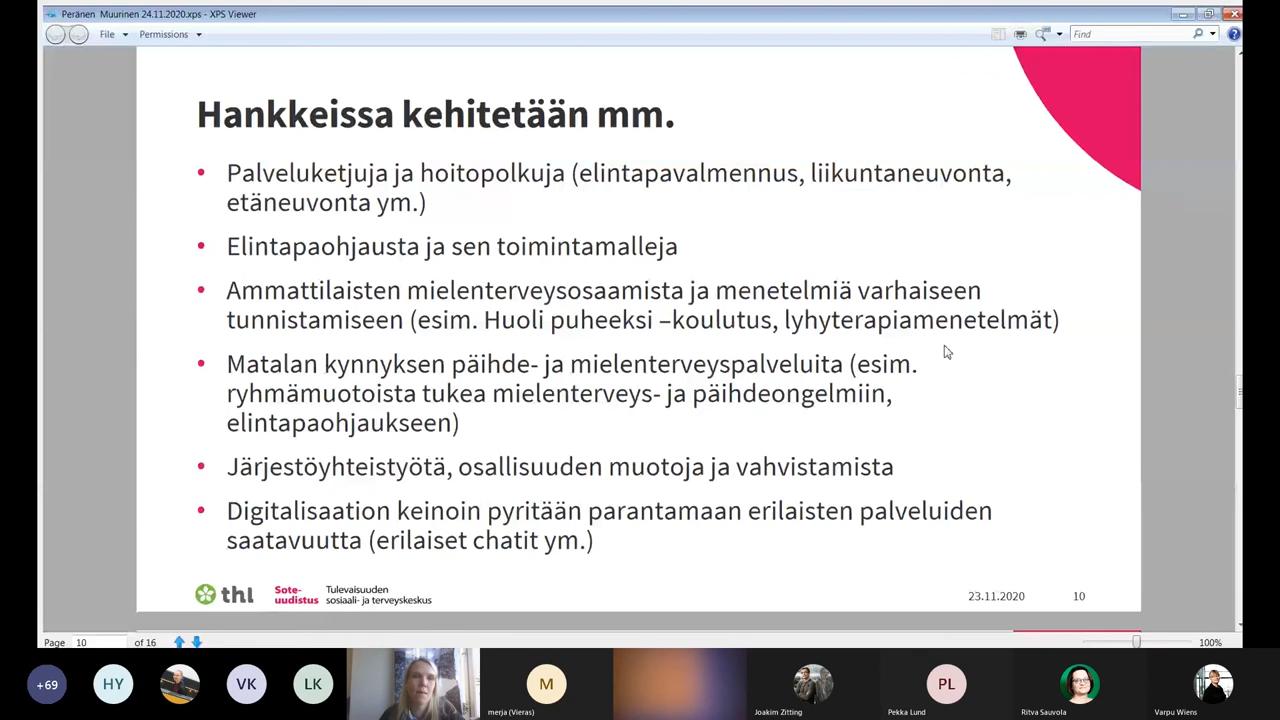 Peränen Muurinen 24.11.2020.xps - XPS Viewer
File Permissions Find
Hankkeissa kehitetään mm.
• Palveluketjuja ja hoitopolkuja (elintapavalmennus, liikuntaneuvonta,
etäneuvonta ym.)
• Elintapaohjausta ja sen toimintamalleja
• Ammattilaisten mielenterveysosaamista ja menetelmiä varhaiseen
tunnistamiseen (esim. Huoli puheeksi –koulutus, lyhyterapiamenetelmät)
• Matalan kynnyksen päihde- ja mielenterveyspalveluita (esim.
ryhmämuotoista tukea mielenterveys- ja päihdeongelmiin,
elintapaohjaukseen)
• Järjestöyhteistyötä, osallisuuden muotoja ja vahvistamista
• Digitalisaation keinoin pyritään parantamaan erilaisten palveluiden
saatavuutta (erilaiset chatit ym.)
thl
Sote-
uudistus
Tulevaisuuden
sosiaali- ja terveyskeskus
23.11.2020 10
Page 10 of 16 100%
+69 HY VK LK M PL
merja (Vieras) Joakim Zitting Pekka Lund Ritva Sauvola Varpu Wiens